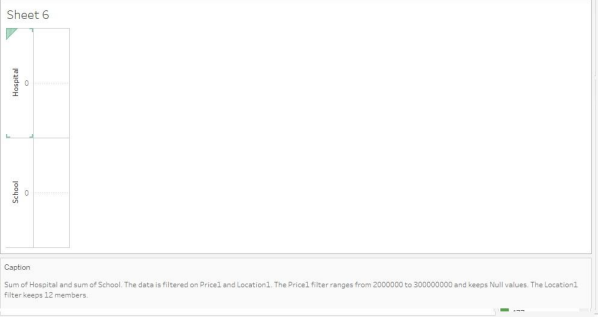 Sheet 6
Hospital
0
School
0
Caption
Sum of Hospital and sum of School. The data is filtered on Price1 and Location1. The Price1 filter ranges from 2000000 to 300000000 and keeps Null values. The Location1
filter keeps 12 members.